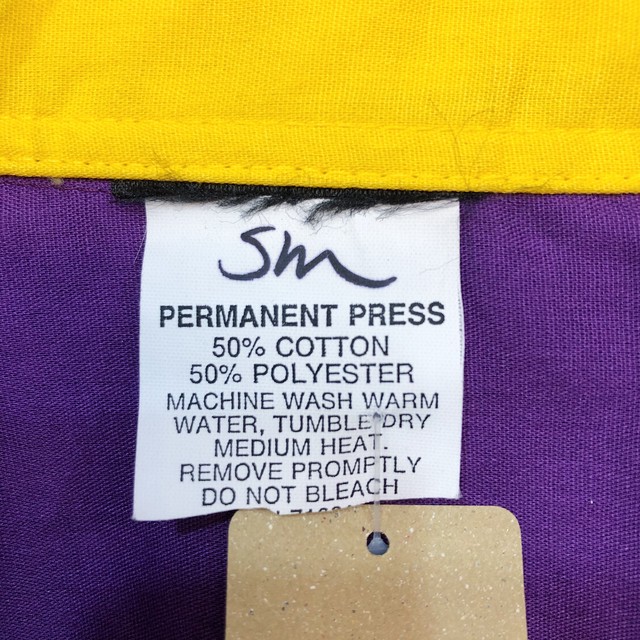 Sm
PERMANENT PRESS
50% COTTON
50% POLYESTER
MACHINE WASH WARM
WATER, TUMBLE DRY
MEDIUM HEAT.
REMOVE PROMPTLY
DO NOT BLEACH